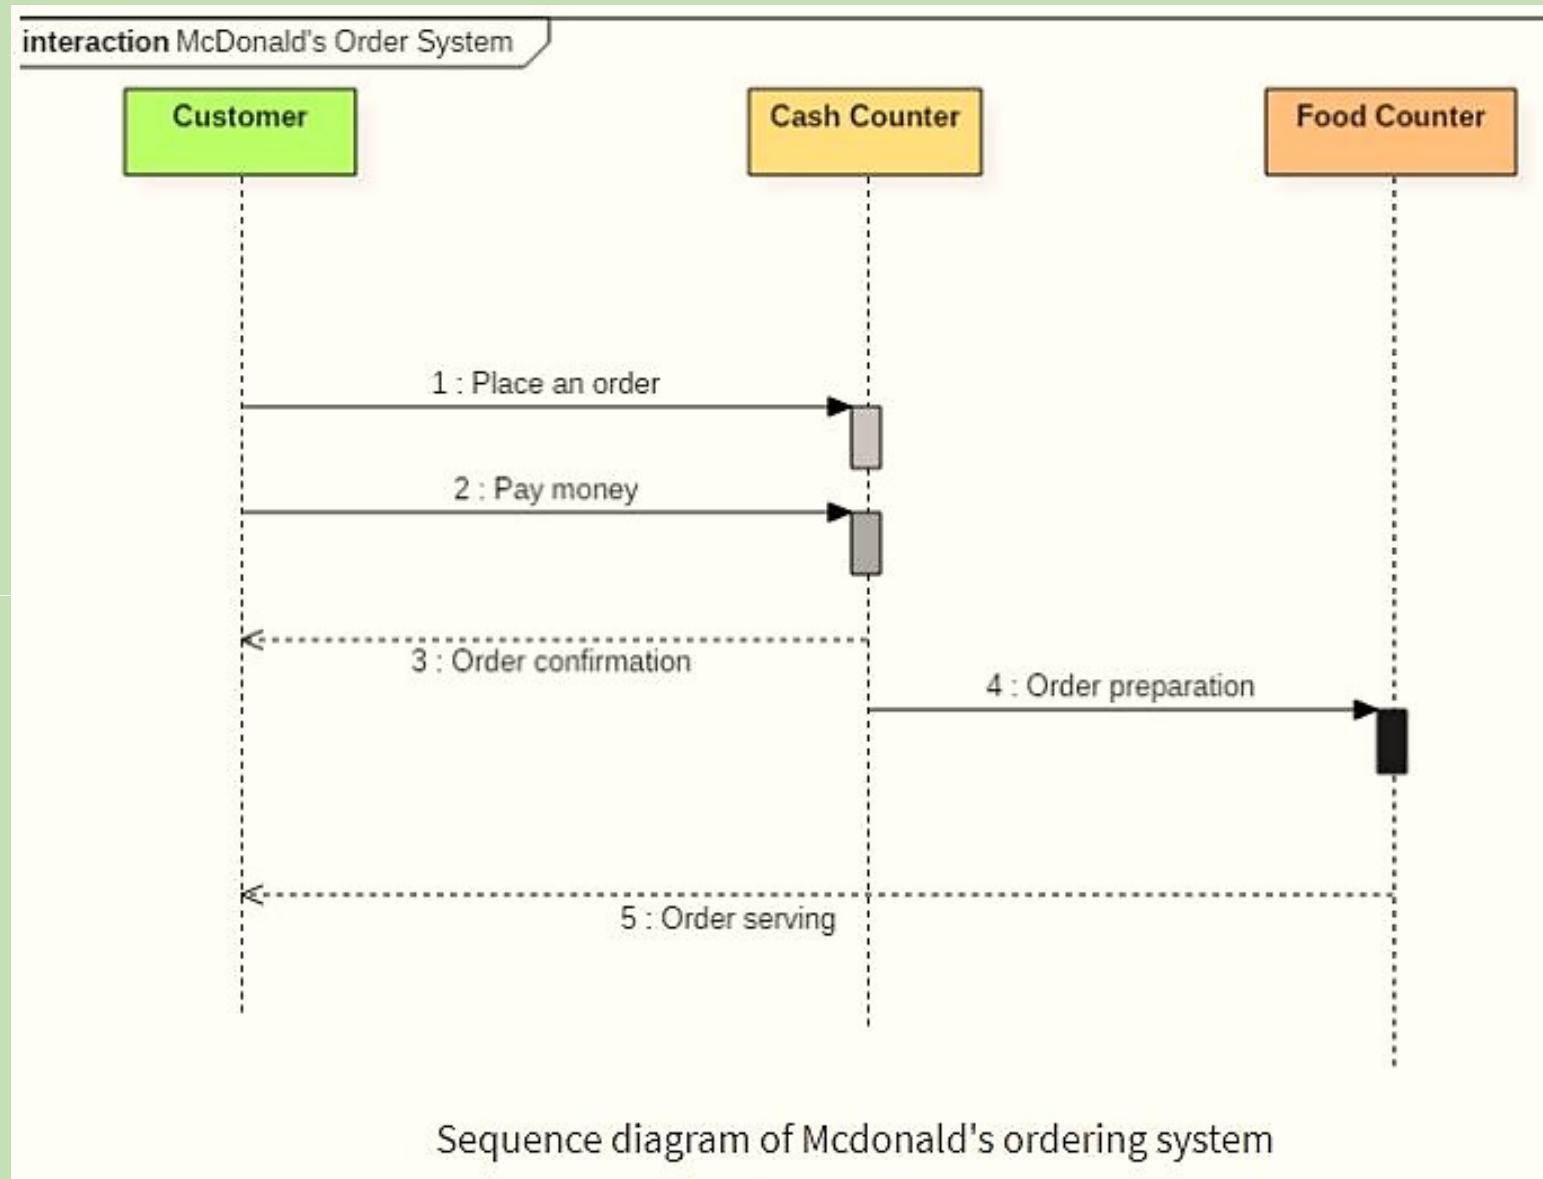 interaction McDonald's Order System
Customer
Cash Counter
Food Counter
1 : Place an order
2 : Pay money
3 : Order confirmation
4 : Order preparation
5 : Order serving
Sequence diagram of Mcdonald's ordering system